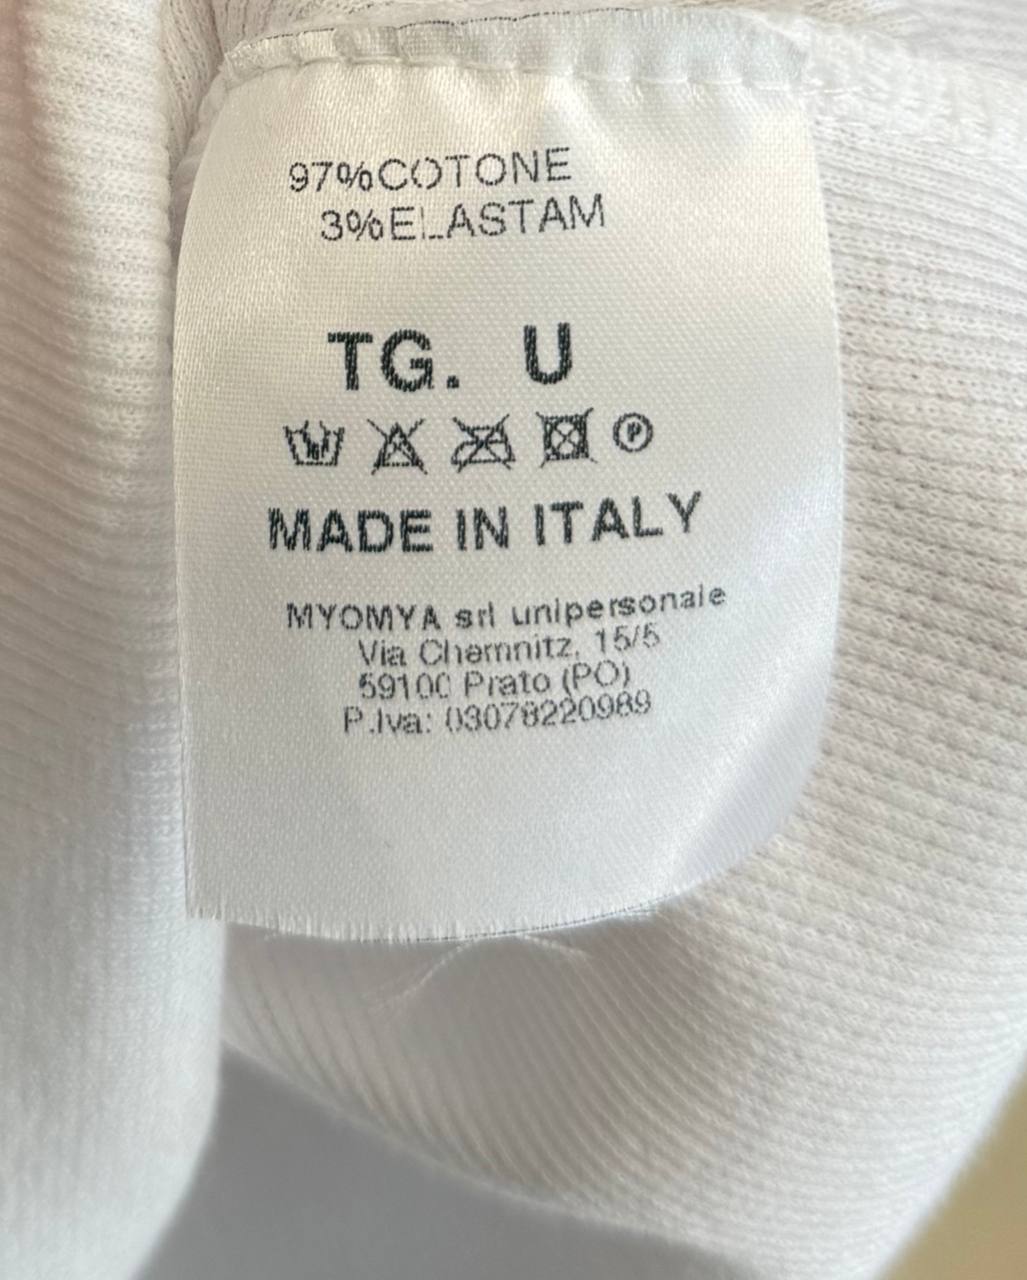 97%COTONE
3%ELASTAM
TG. U
P
MADE IN ITALY
MYOMYA srl unipersonale
Via Chemnitz, 15/5
59100 Prato (PO)
P.Iva: 03078220989